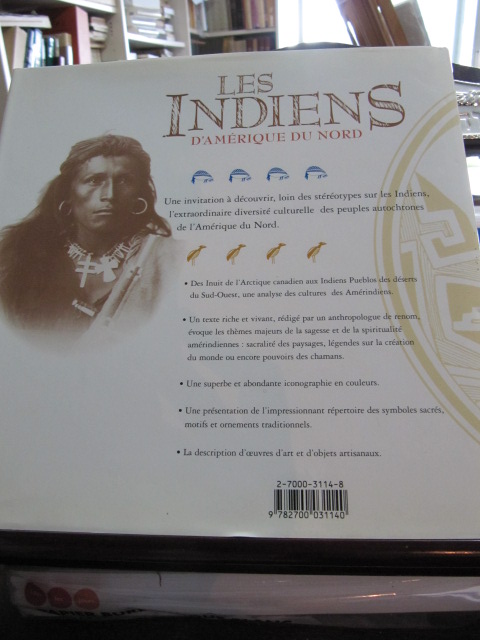 LES
INDIENS
D'AMÉRIQUE DU NORD
Une invitation à découvrir, loin des stéréotypes sur les Indiens,
l'extraordinaire diversité culturelle des peuples autochtones
de l'Amérique du Nord.
• Des Inuit de l'Arctique canadien aux Indiens Pueblos des déserts
du Sud-Ouest, une analyse des cultures des Amérindiens.
• Un texte riche et vivant, rédigé par un anthropologue de renom,
évoque les thèmes majeurs de la sagesse et de la spiritualité
amérindiennes : sacralité des paysages, légendes sur la création
du monde ou encore pouvoirs des chamans.
• Une superbe et abondante iconographie en couleurs.
• Une présentation de l'impressionnant répertoire des symboles sacrés,
motifs et ornements traditionnels.
• La description d'œuvres d'art et d'objets artisanaux.
2-7000-3114-8
9 782700 031140